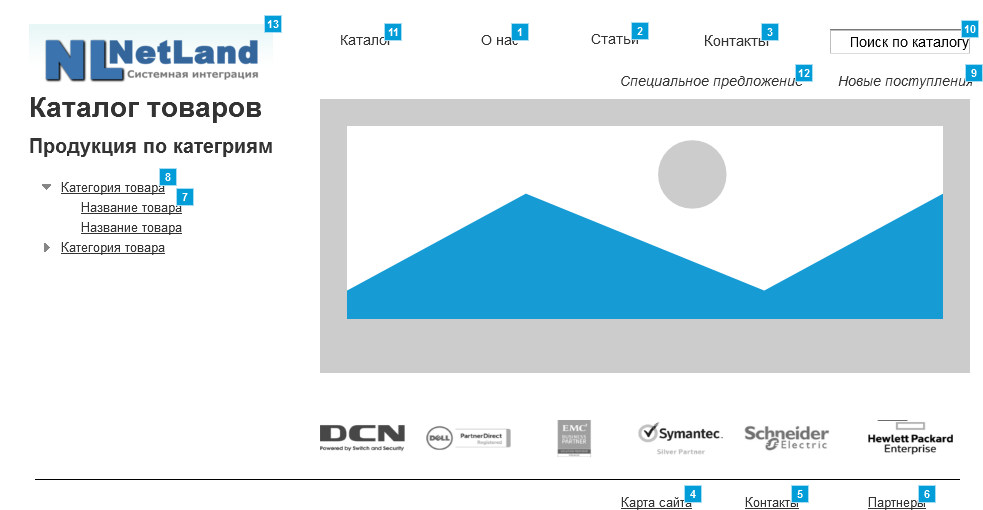 13
NLNetLand
Системная интеграция
Каталог 11
О нас 1
Статьи 2
Контакты 3
Поиск по каталогу 10
Специальное предложение 12
Новые поступления 9
Каталог товаров
Продукция по категриям
Категория товара 8
Название товара 7
Название товара
Категория товара
DCN
Powered by Switch and Security
DELL PartnerDirect
Registered
EMC²
BUSINESS
PARTNER
Symantec.
Silver Partner
Schneider
Electric
Hewlett Packard
Enterprise
Карта сайта 4
Контакты 5
Партнеры 6